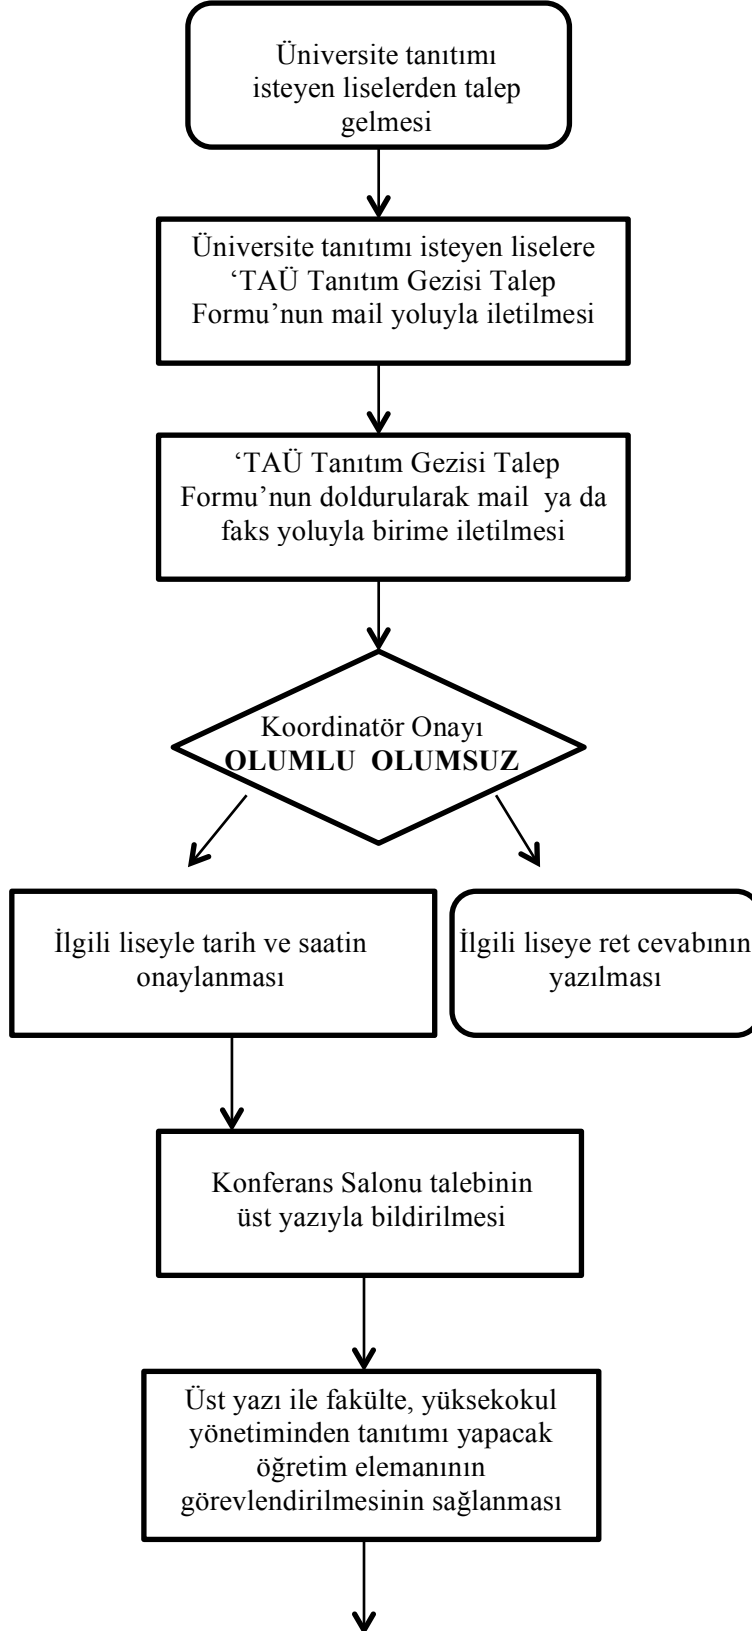 Üniversite tanıtımı
isteyen liselerden talep
gelmesi
Üniversite tanıtımı isteyen liselere
‘TAÜ Tanıtım Gezisi Talep
Formu’nun mail yoluyla iletilmesi
‘TAÜ Tanıtım Gezisi Talep
Formu’nun doldurularak mail ya da
faks yoluyla birime iletilmesi
Koordinatör Onayı
OLUMLU OLUMSUZ
İlgili liseyle tarih ve saatin
onaylanması
İlgili liseye ret cevabının
yazılması
Konferans Salonu talebinin
üst yazıyla bildirilmesi
Üst yazı ile fakülte, yüksekokul
yönetiminden tanıtımı yapacak
öğretim elemanının
görevlendirilmesinin sağlanması